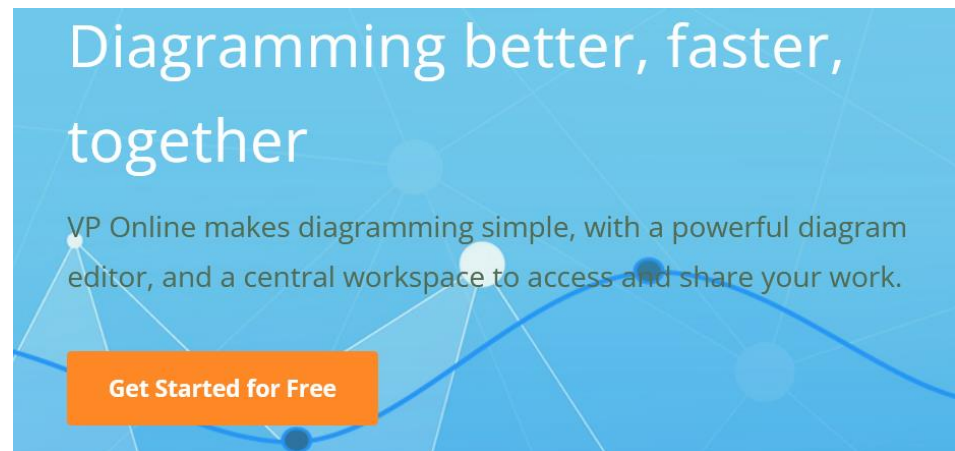 Diagramming better, faster,
together
VP Online makes diagramming simple, with a powerful diagram
editor, and a central workspace to access and share your work.
Get Started for Free